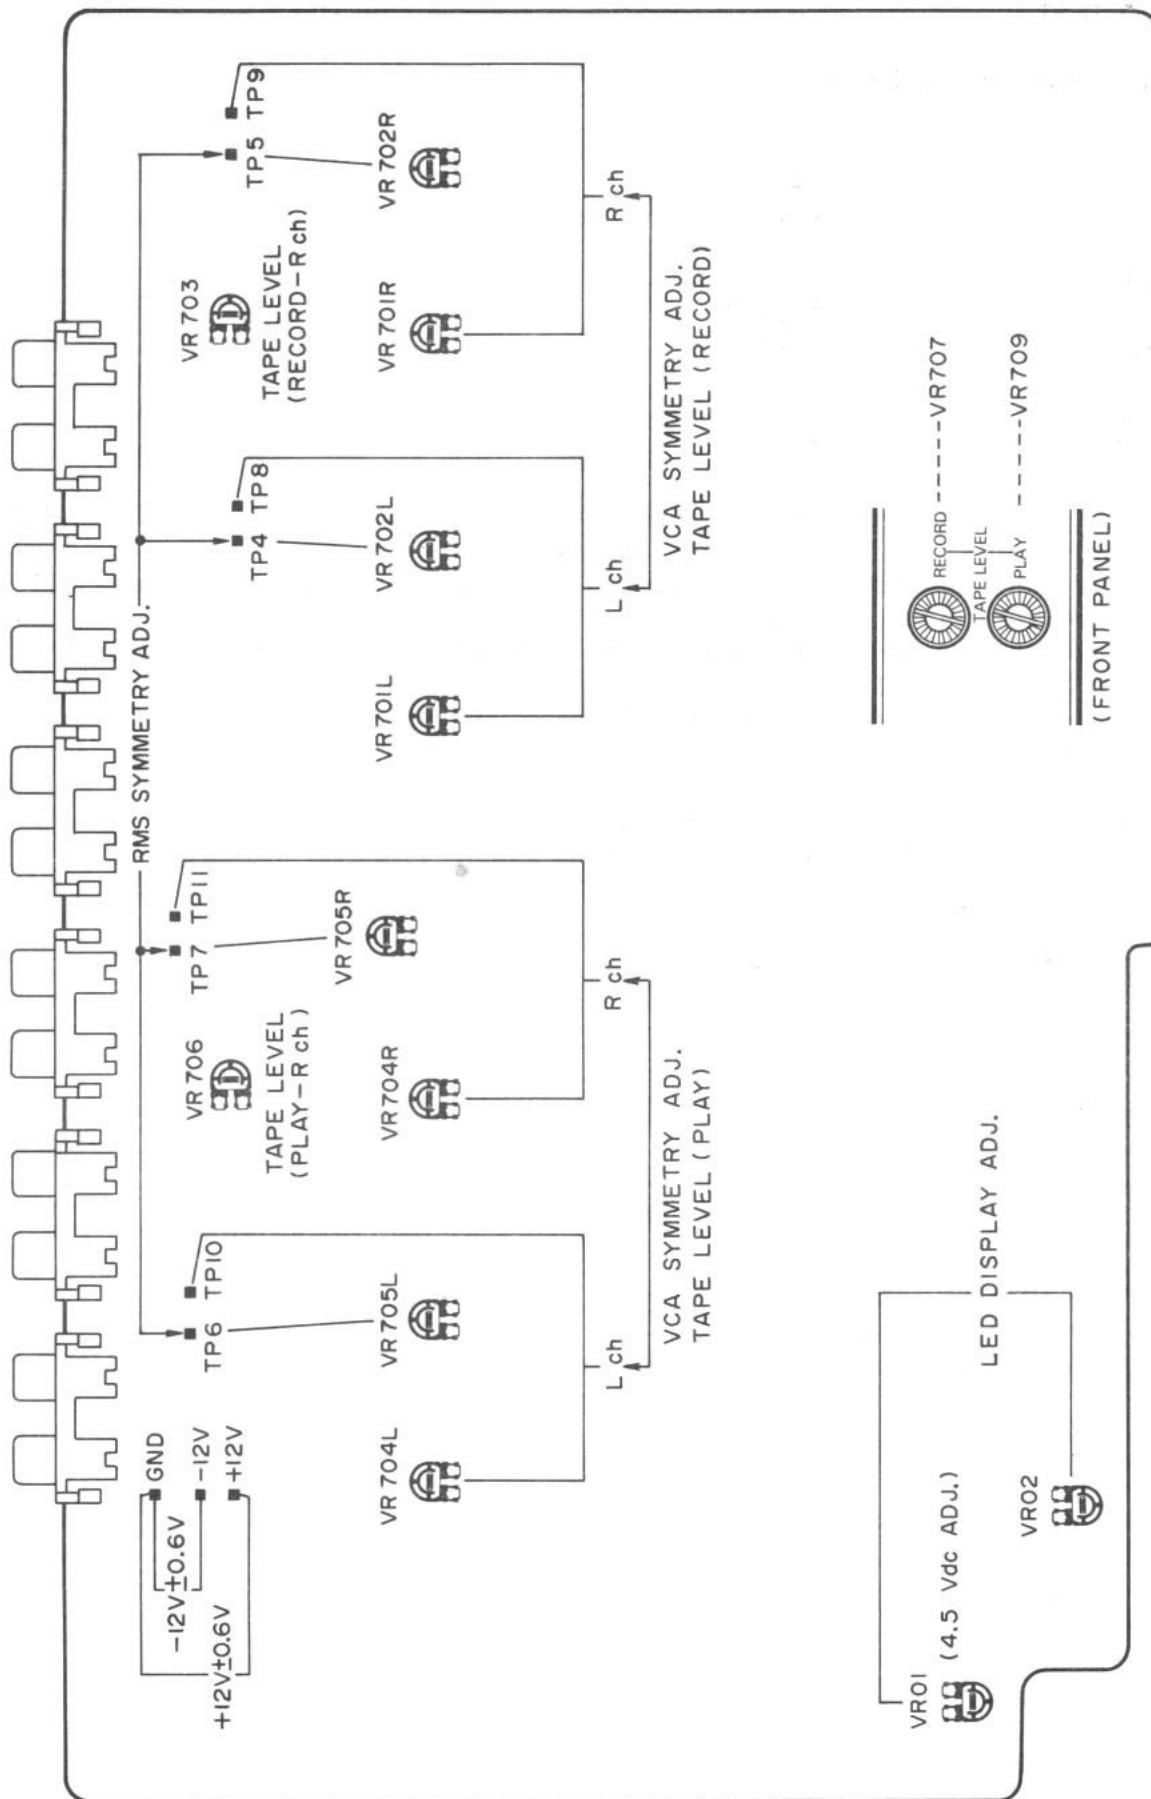 GND
-12V
+12V
-12V±0.6V
+12V±0.6V
RMS SYMMETRY ADJ.
TP6
TP10
TP7
TP11
TP4
TP8
TP5
TP9
VR706
TAPE LEVEL
(PLAY-R ch)
VR703
TAPE LEVEL
(RECORD-R ch)
VR704L
VR705L
VR704R
VR705R
VR701L
VR702L
VR701R
VR702R
L ch
R ch
L ch
R ch
VCA SYMMETRY ADJ.
TAPE LEVEL (PLAY)
VCA SYMMETRY ADJ.
TAPE LEVEL (RECORD)
VR01
(4.5 Vdc ADJ.)
VR02
LED DISPLAY ADJ.
RECORD -----VR707
TAPE LEVEL
PLAY -----VR709
(FRONT PANEL)